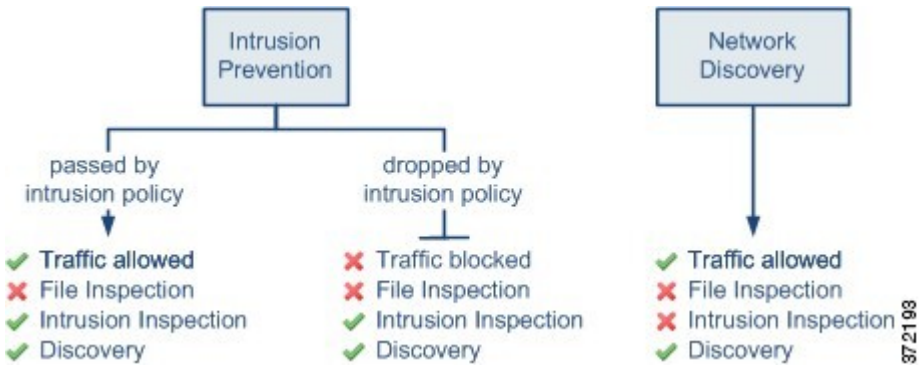 Intrusion
Prevention
Network
Discovery
passed by
intrusion policy
dropped by
intrusion policy
Traffic allowed
File Inspection
Intrusion Inspection
Discovery
Traffic blocked
File Inspection
Intrusion Inspection
Discovery
Traffic allowed
File Inspection
Intrusion Inspection
Discovery
372193